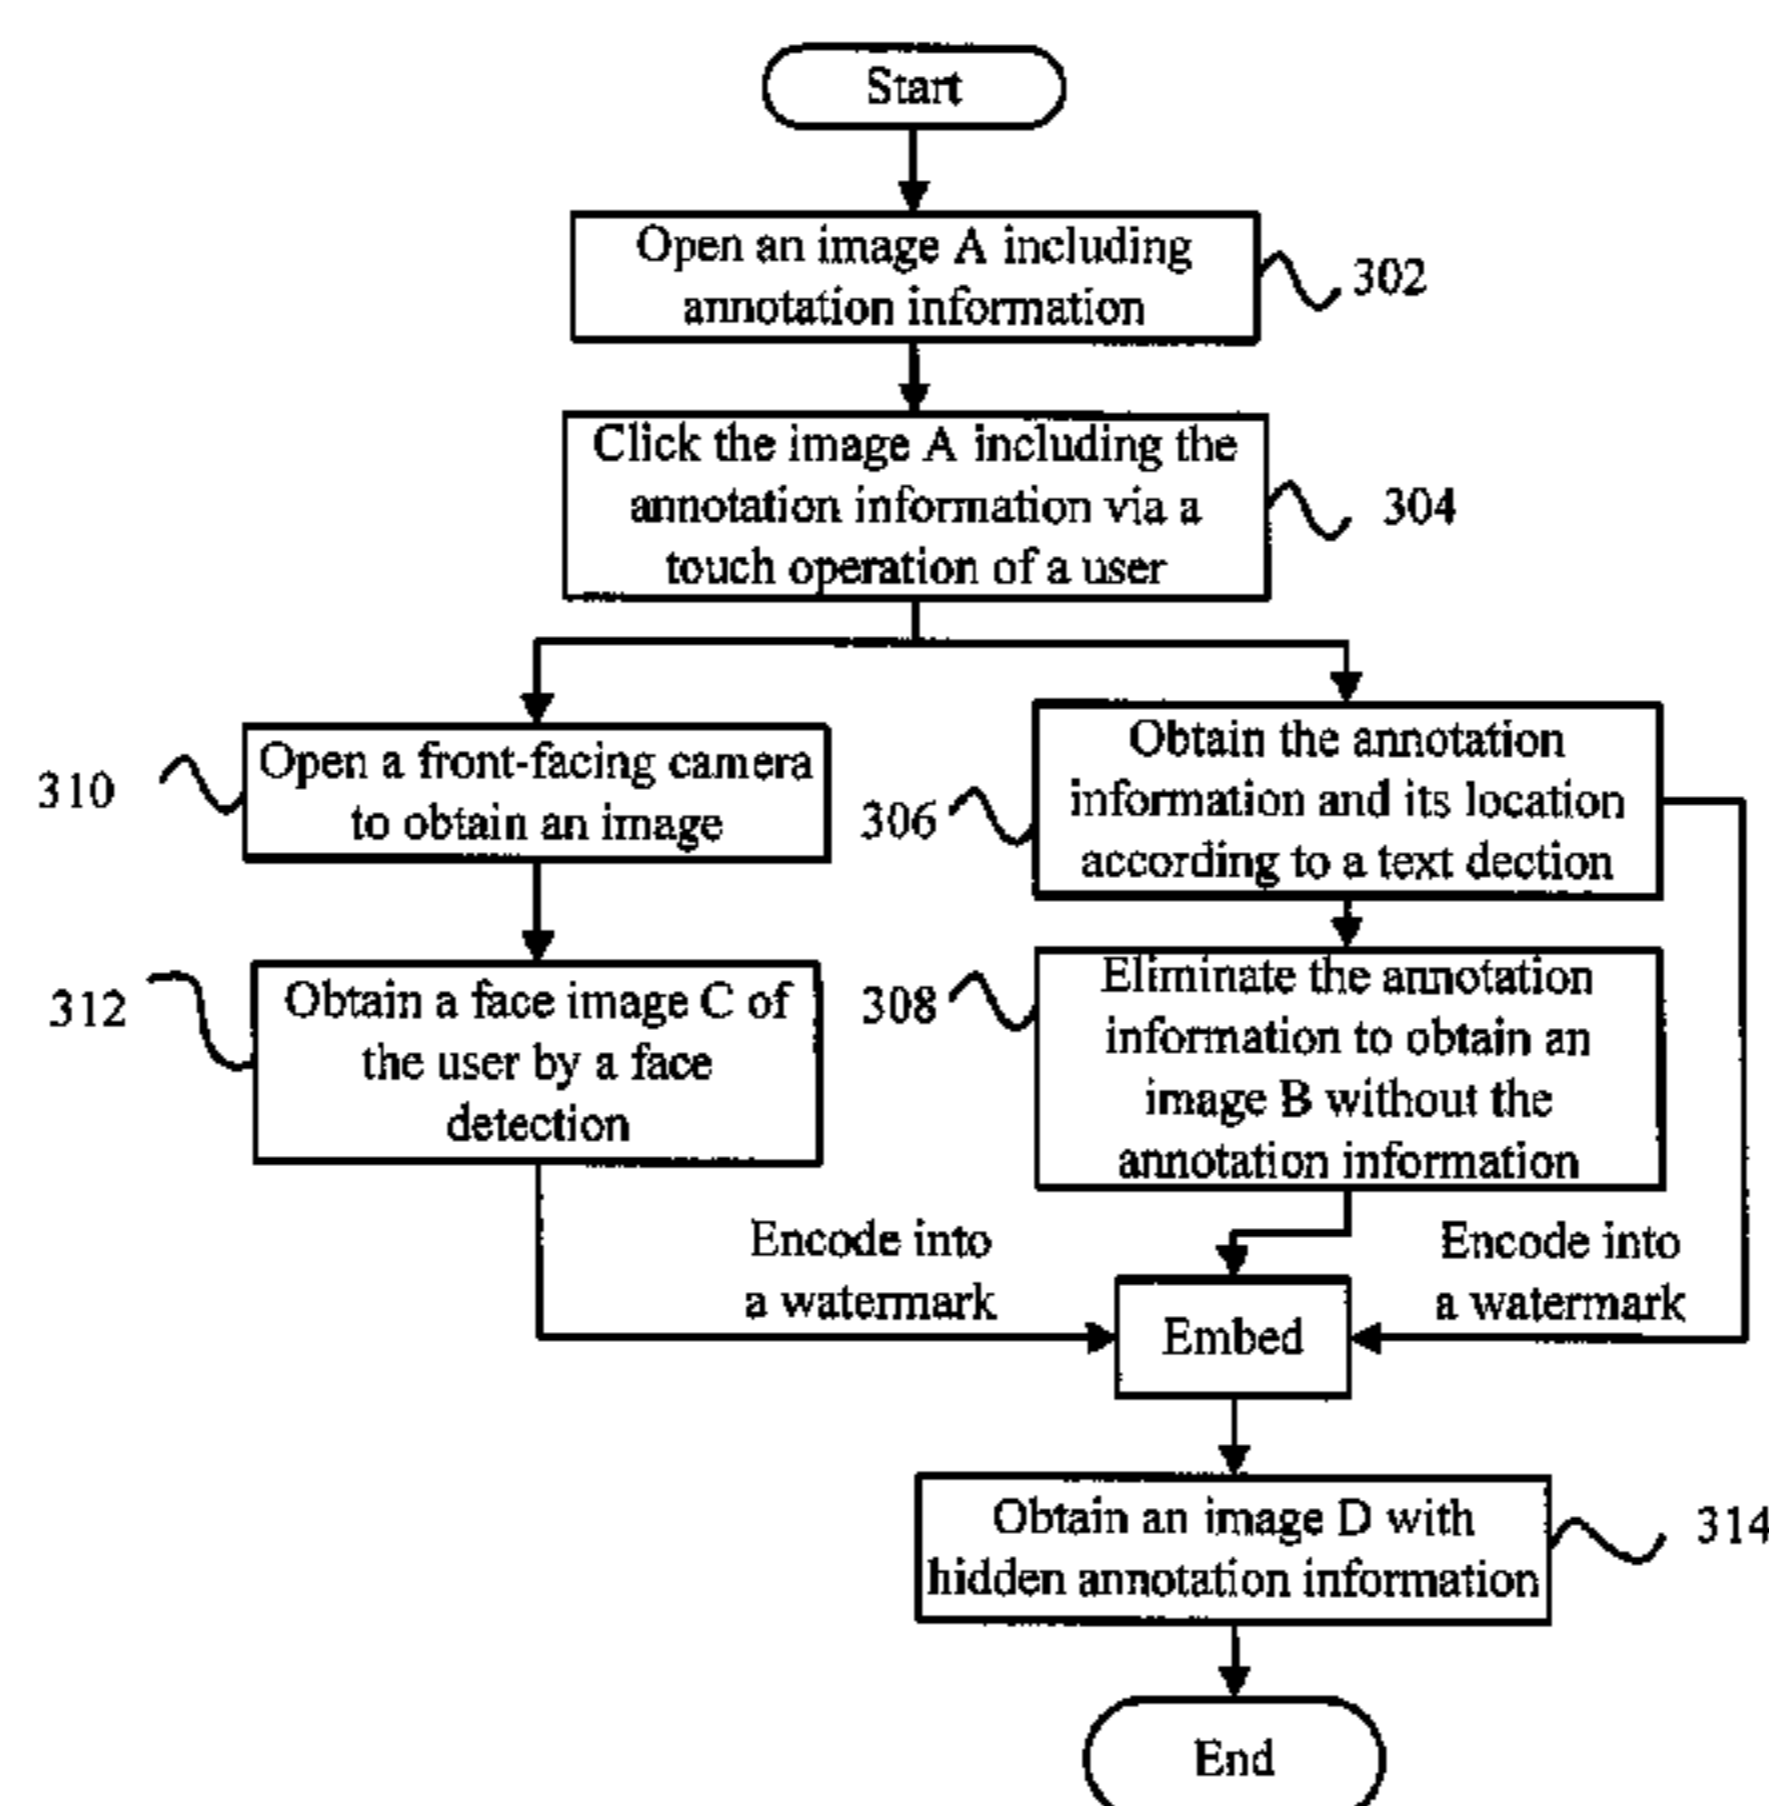 Start
Open an image A including
annotation information
302
Click the image A including the
annotation information via a
touch operation of a user
304
310
Open a front-facing camera
to obtain an image
306
Obtain the annotation
information and its location
according to a text dection
312
Obtain a face image C of
the user by a face
detection
308
Eliminate the annotation
information to obtain an
image B without the
annotation information
Encode into
a watermark
Encode into
a watermark
Embed
Obtain an image D with
hidden annotation information
314
End